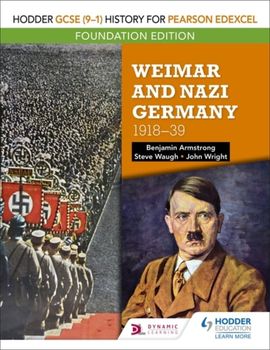 HODDER GCSE (9–1) HISTORY FOR PEARSON EDEXCEL
FOUNDATION EDITION
WEIMAR
AND NAZI
GERMANY
1918–39
Benjamin Armstrong
Steve Waugh • John Wright
DYNAMIC
LEARNING
HODDER
EDUCATION
LEARN MORE